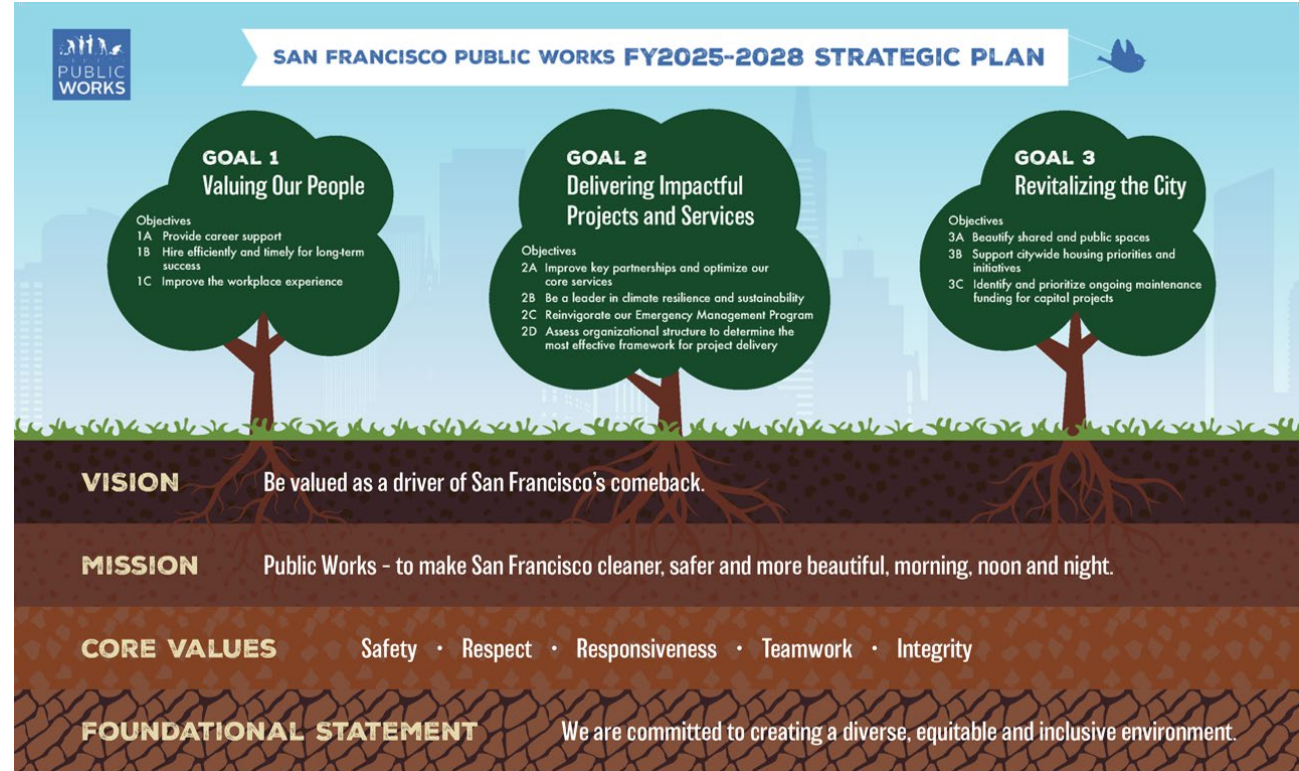 PUBLIC
WORKS
SAN FRANCISCO PUBLIC WORKS FY2025-2028 STRATEGIC PLAN
GOAL 1
Valuing Our People
Objectives
1A Provide career support
1B Hire efficiently and timely for long-term
success
1C Improve the workplace experience
GOAL 2
Delivering Impactful
Projects and Services
Objectives
2A Improve key partnerships and optimize our
core services
2B Be a leader in climate resilience and sustainability
2C Reinvigorate our Emergency Management Program
2D Assess organizational structure to determine the
most effective framework for project delivery
GOAL 3
Revitalizing the City
Objectives
3A Beautify shared and public spaces
3B Support citywide housing priorities and
initiatives
3C Identify and prioritize ongoing maintenance
funding for capital projects
VISION Be valued as a driver of San Francisco's comeback.
MISSION Public Works - to make San Francisco cleaner, safer and more beautiful, morning, noon and night.
CORE VALUES Safety • Respect • Responsiveness • Teamwork • Integrity
FOUNDATIONAL STATEMENT We are committed to creating a diverse, equitable and inclusive environment.